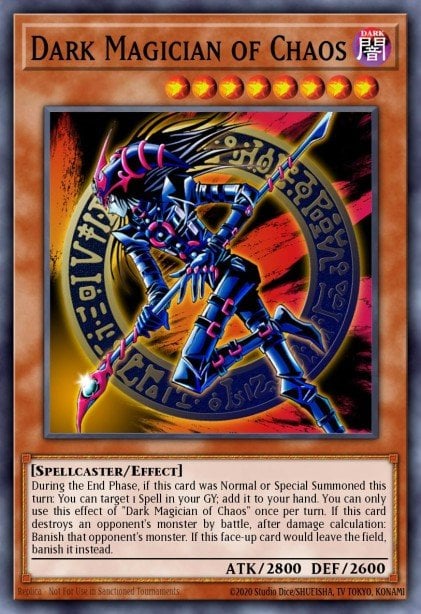 Dark Magician of Chaos
DARK
闇
[Spellcaster/Effect]
During the End Phase, if this card was Normal or Special Summoned this
turn: You can target 1 Spell in your GY; add it to your hand. You can only
use this effect of "Dark Magician of Chaos" once per turn. If this card
destroys an opponent's monster by battle, after damage calculation:
Banish that opponent's monster. If this face-up card would leave the field,
banish it instead.
ATK/2800 DEF/2600
Replica - Not For Use in Sanctioned Tournaments
©2020 Studio Dice/SHUEISHA, TV TOKYO, KONAMI